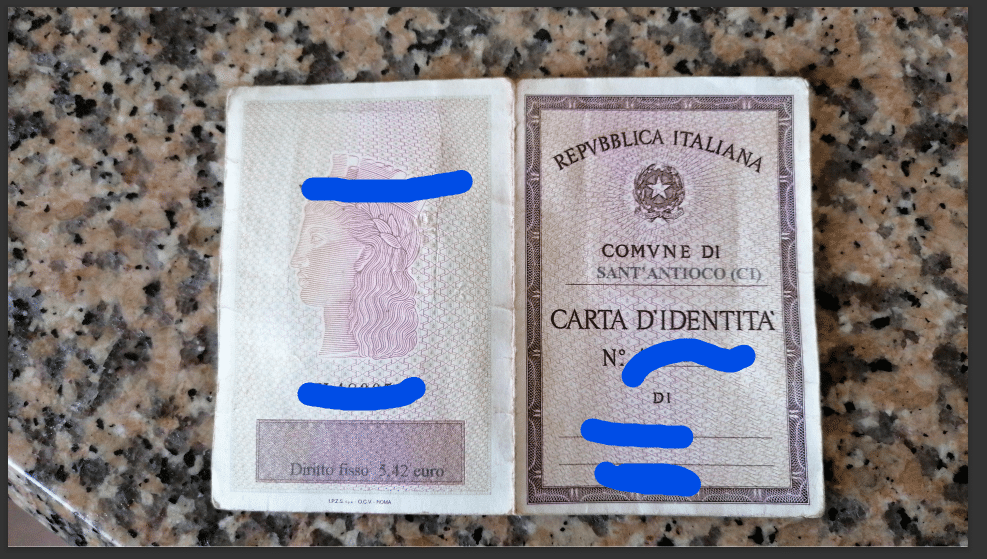 Diritto fisso 5,42 euro
I.P.Z.S. S.p.A. - O.C.V. - ROMA
REPVBBLICA ITALIANA
COMVNE DI
SANT'ANTIOCO (CI)
CARTA D'IDENTITA'
N°
DI